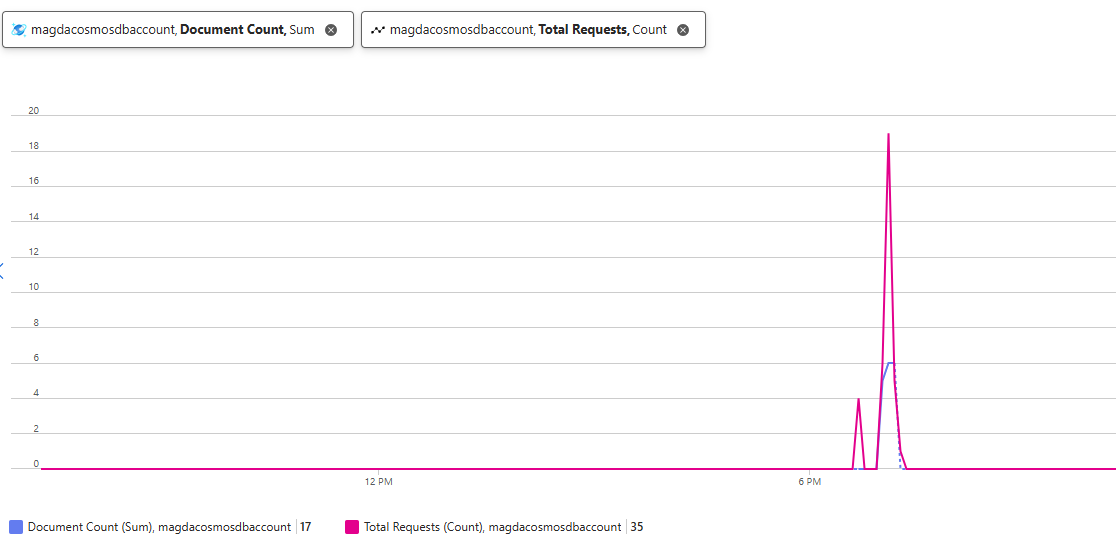 magdacosmosdbaccount, Document Count, Sum
magdacosmosdbaccount, Total Requests, Count
20
18
16
14
12
10
8
6
4
2
0
12 PM
6 PM
Document Count (Sum), magdacosmosdbaccount 17
Total Requests (Count), magdacosmosdbaccount 35